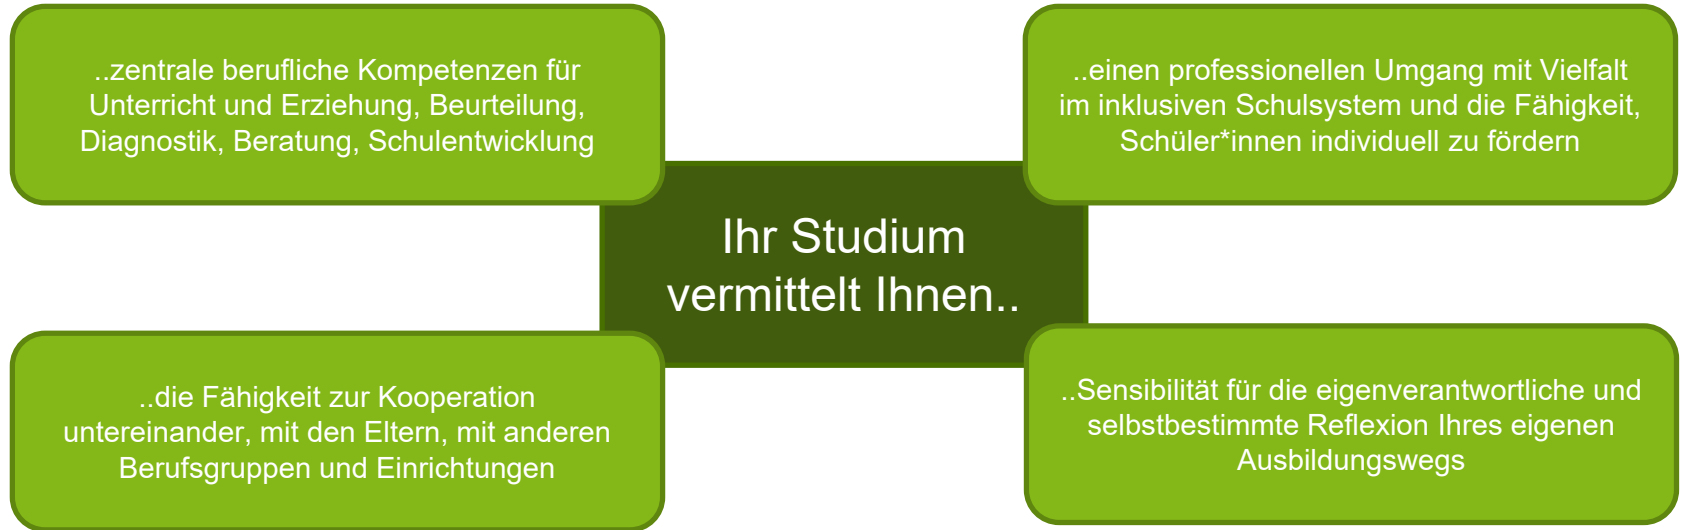 ..zentrale berufliche Kompetenzen für
Unterricht und Erziehung, Beurteilung,
Diagnostik, Beratung, Schulentwicklung
..einen professionellen Umgang mit Vielfalt
im inklusiven Schulsystem und die Fähigkeit,
Schüler*innen individuell zu fördern
Ihr Studium
vermittelt Ihnen..
..die Fähigkeit zur Kooperation
untereinander, mit den Eltern, mit anderen
Berufsgruppen und Einrichtungen
..Sensibilität für die eigenverantwortliche und
selbstbestimmte Reflexion Ihres eigenen
Ausbildungswegs